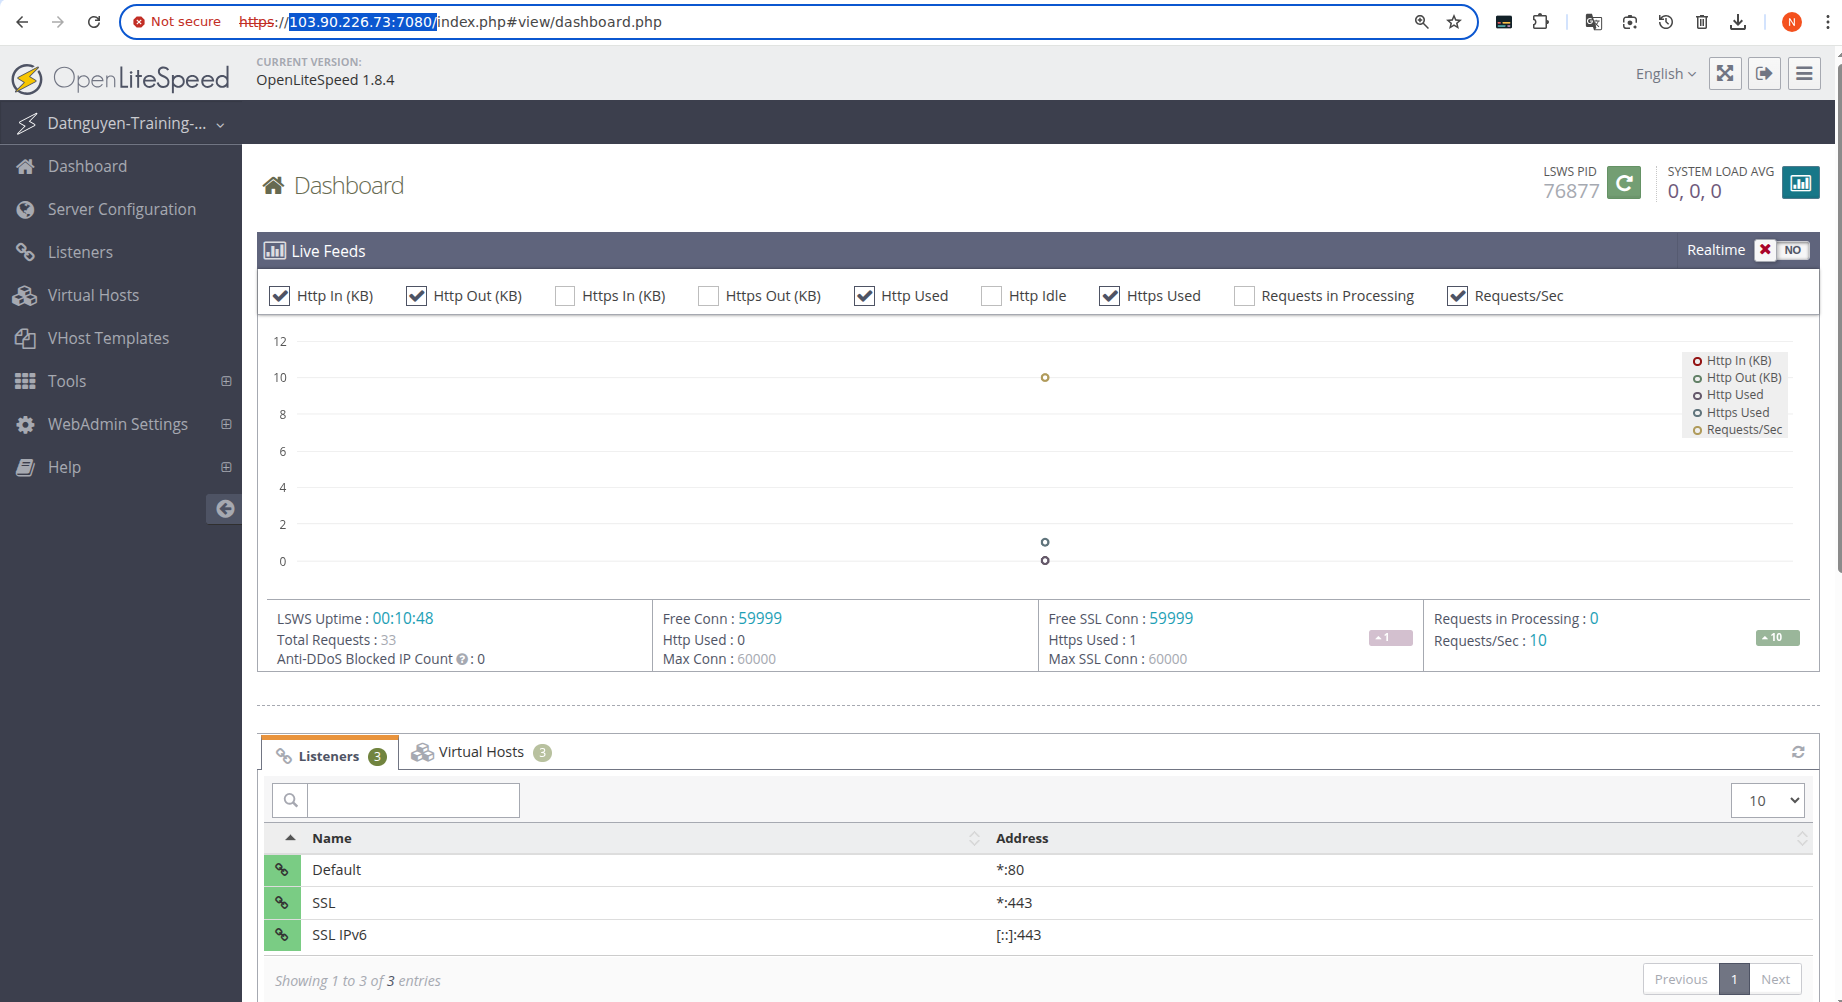 Not secure https://103.90.226.73:7080/index.php#view/dashboard.php
N
OpenLiteSpeed
CURRENT VERSION:
OpenLiteSpeed 1.8.4
English
Datnguyen-Training-...
Dashboard
Server Configuration
Listeners
Virtual Hosts
VHost Templates
Tools
WebAdmin Settings
Help
Dashboard
LSWS PID
76877
SYSTEM LOAD AVG
0, 0, 0
Live Feeds
Realtime NO
Http In (KB) Http Out (KB) Https In (KB) Https Out (KB) Http Used Http Idle Https Used Requests in Processing Requests/Sec
12
10
8
6
4
2
0
Http In (KB)
Http Out (KB)
Http Used
Https Used
Requests/Sec
LSWS Uptime : 00:10:48
Total Requests : 33
Anti-DDoS Blocked IP Count ? : 0
Free Conn : 59999
Http Used : 0
Max Conn : 60000
Free SSL Conn : 59999
Https Used : 1
Max SSL Conn : 60000
1
Requests in Processing : 0
Requests/Sec : 10
10
Listeners 3
Virtual Hosts 3
10
Name Address
Default *:80
SSL *:443
SSL IPv6 [::]:443
Showing 1 to 3 of 3 entries
Previous 1 Next